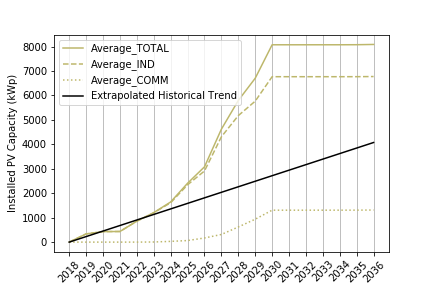 Average_TOTAL
Average_IND
Average_COMM
Extrapolated Historical Trend
Installed PV Capacity (kWp)
8000
7000
6000
5000
4000
3000
2000
1000
0
2018 2019 2020 2021 2022 2023 2024 2025 2026 2027 2028 2029 2030 2031 2032 2033 2034 2035 2036